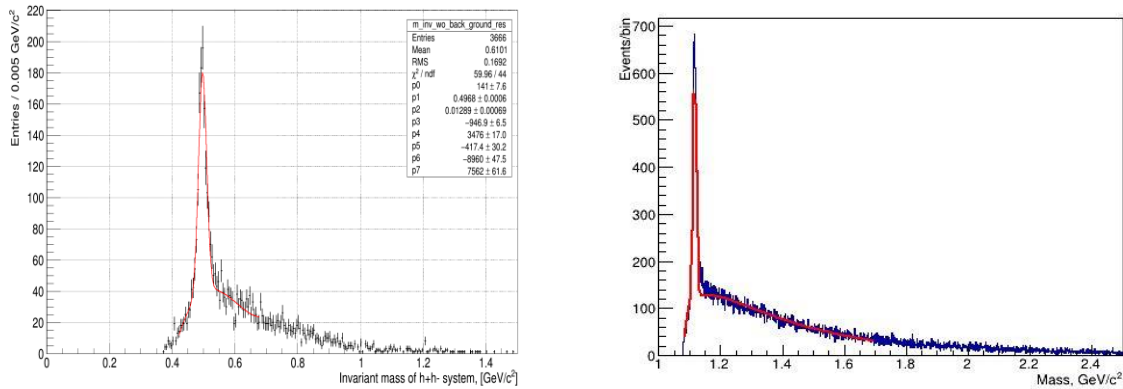 m_inv_wo_back_ground_res
Entries 3666
Mean 0.6101
RMS 0.1692
χ² / ndf 59.96 / 44
p0 141 ± 7.6
p1 0.4968 ± 0.0006
p2 0.01289 ± 0.00069
p3 −946.9 ± 6.5
p4 3476 ± 17.0
p5 −417.4 ± 30.2
p6 −8960 ± 47.5
p7 7562 ± 61.6
Entries / 0.005 GeV/c²
220
200
180
160
140
120
100
80
60
40
20
0
0 0.2 0.4 0.6 0.8 1 1.2 1.4
Invariant mass of h+h- system, [GeV/c²]
Events/bin
700
600
500
400
300
200
100
0
1 1.2 1.4 1.6 1.8 2 2.2 2.4
Mass, GeV/c²